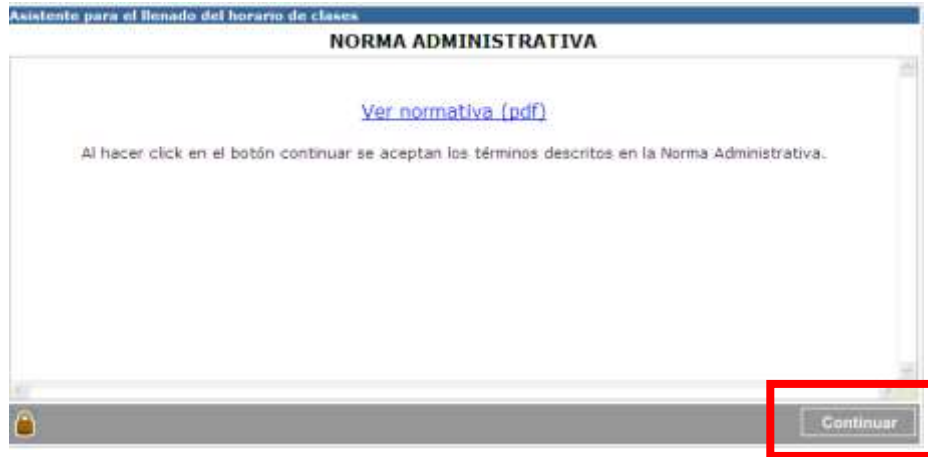 Asistente para el llenado del horario de clases
NORMA ADMINISTRATIVA
Ver normativa (pdf)
Al hacer click en el botón continuar se aceptan los términos descritos en la Norma Administrativa.
Continuar